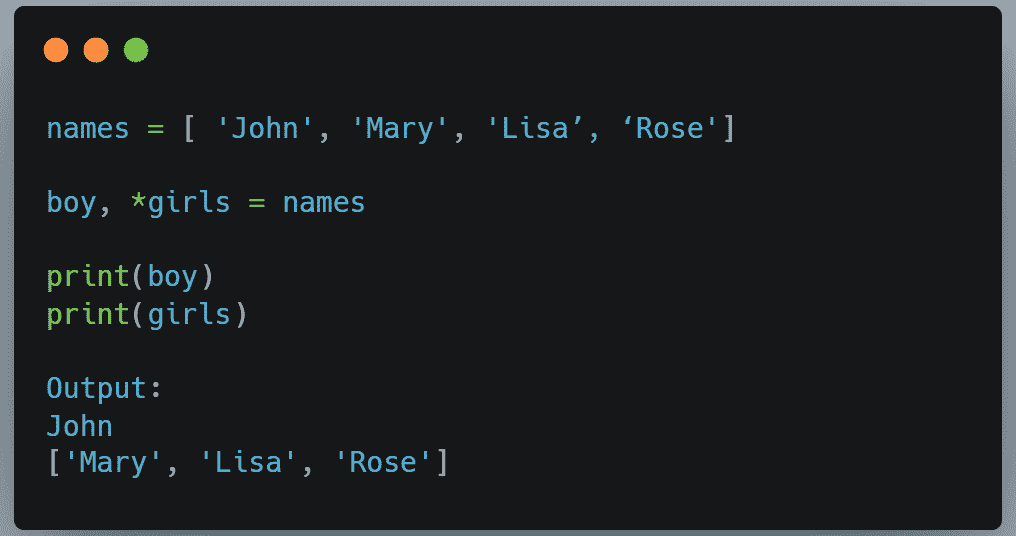 names = [ 'John', 'Mary', 'Lisa’, ‘Rose']
boy, *girls = names
print(boy)
print(girls)
Output:
John
['Mary', 'Lisa', 'Rose']